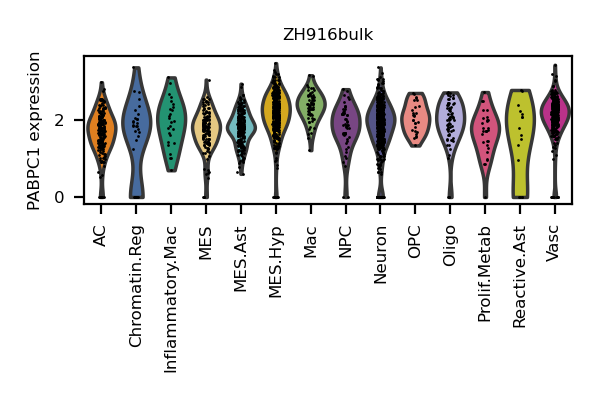 ZH916bulk
PABPC1 expression
2
0
AC
Chromatin.Reg
Inflammatory.Mac
MES
MES.Ast
MES.Hyp
Mac
NPC
Neuron
OPC
Oligo
Prolif.Metab
Reactive.Ast
Vasc